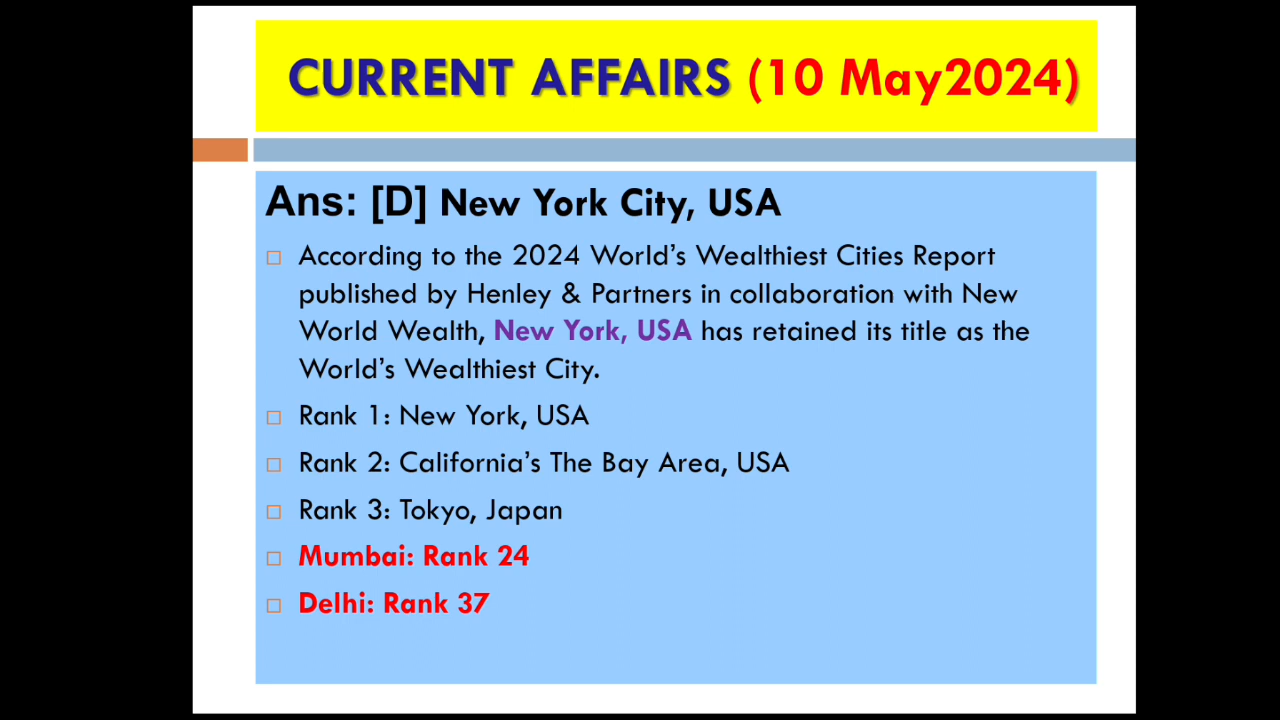 CURRENT AFFAIRS (10 May2024)
Ans: [D] New York City, USA
According to the 2024 World's Wealthiest Cities Report
published by Henley & Partners in collaboration with New
World Wealth, New York, USA has retained its title as the
World's Wealthiest City.
Rank 1: New York, USA
Rank 2: California's The Bay Area, USA
Rank 3: Tokyo, Japan
Mumbai: Rank 24
Delhi: Rank 37